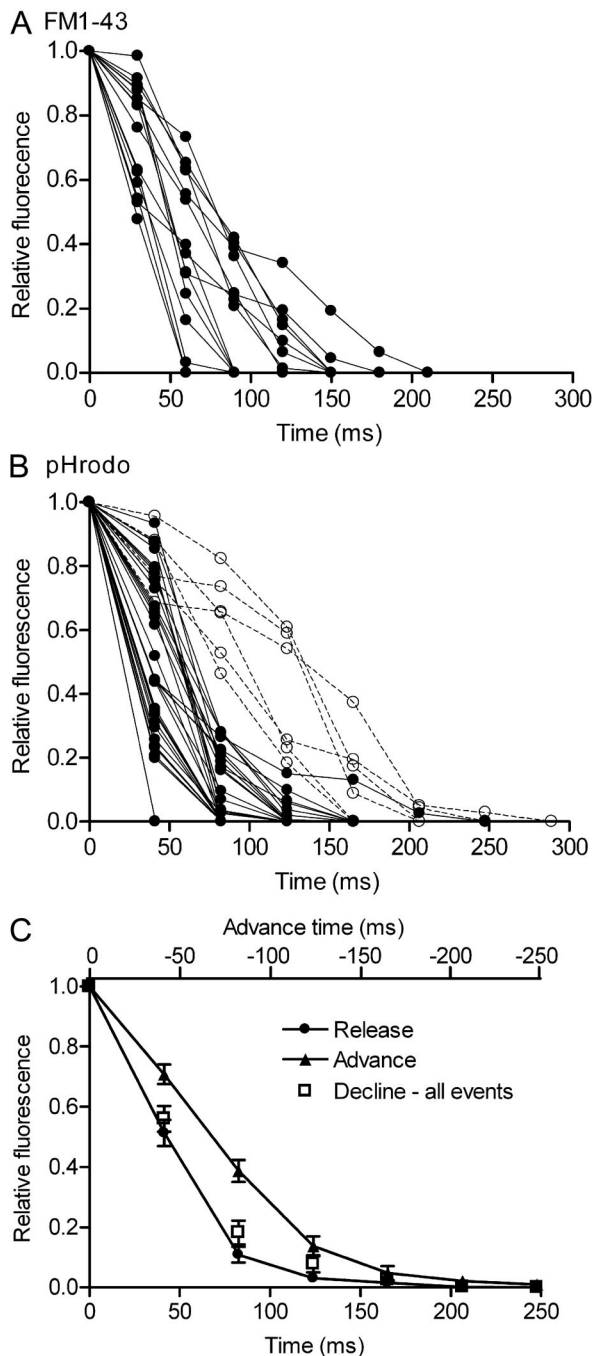 A FM1-43
1.0
0.8
0.6
0.4
0.2
0.0
Relative fluorecence
0 50 100 150 200 250 300
Time (ms)
B pHrodo
1.0
0.8
0.6
0.4
0.2
0.0
Relative fluorescence
0 50 100 150 200 250 300
Time (ms)
C
Advance time (ms)
0 -50 -100 -150 -200 -250
1.0
0.8
0.6
0.4
0.2
0.0
Relative fluorescence
Release
Advance
Decline - all events
0 50 100 150 200 250
Time (ms)